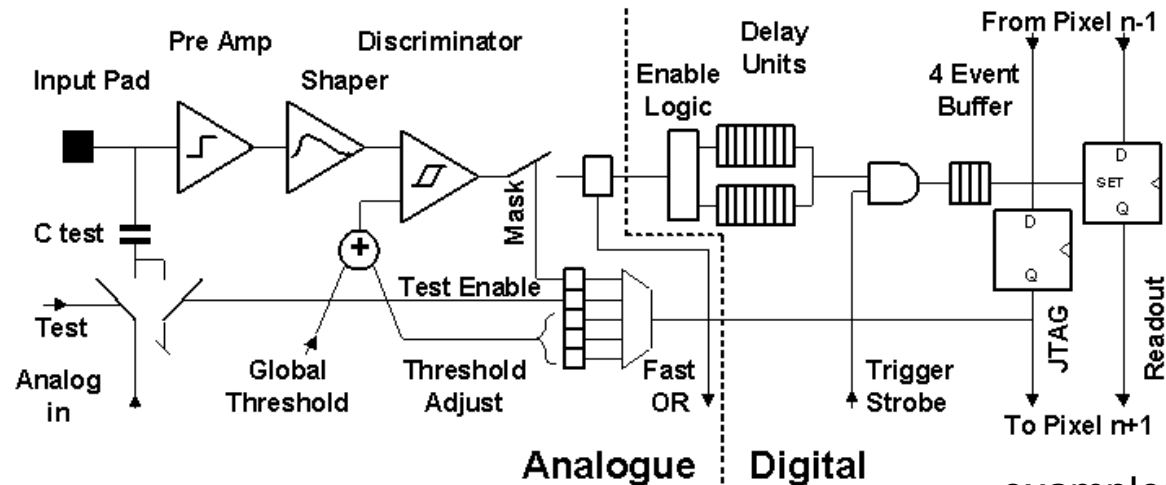 From Pixel n-1
Pre Amp
Discriminator
Delay
Units
Input Pad
Shaper
Enable
Logic
4 Event
Buffer
D
SET
Q
Mask
C test
+
D
Q
Test Enable
Test
JTAG
Readout
Analog
in
Global
Threshold
Threshold
Adjust
Fast
OR
Trigger
Strobe
To Pixel n+1
Analogue
Digital